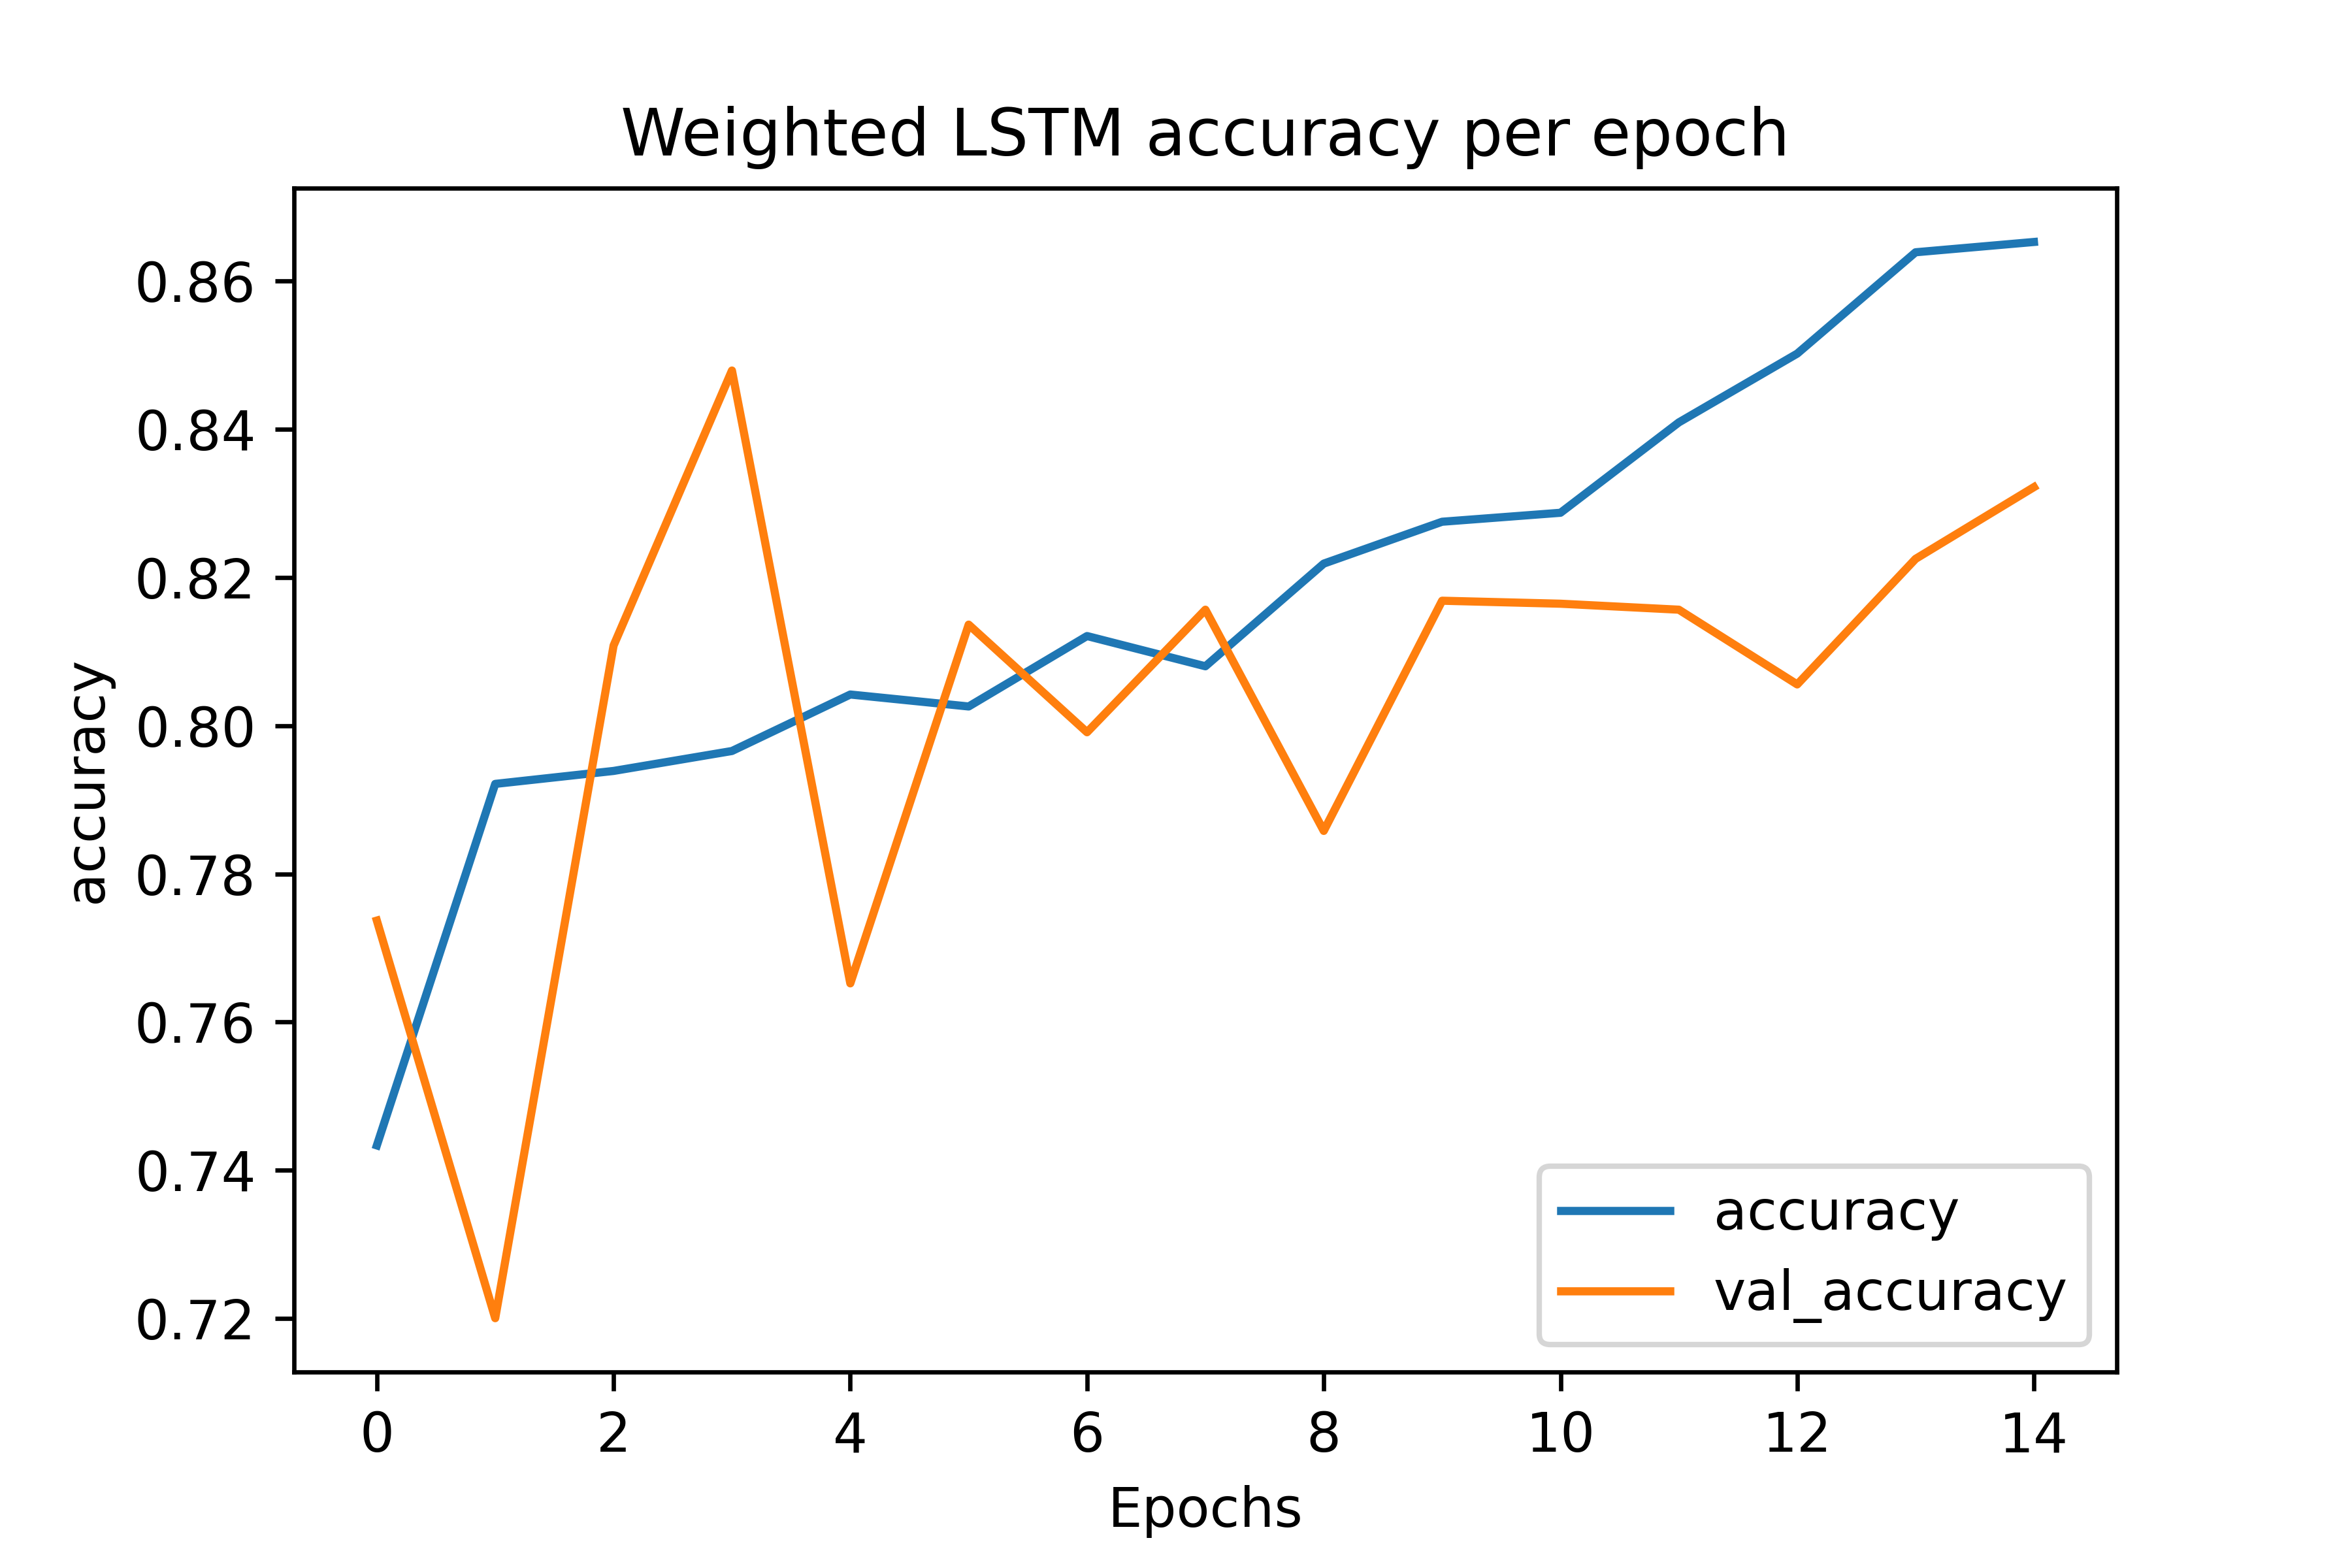 Weighted LSTM accuracy per epoch
accuracy
0.86
0.84
0.82
0.80
0.78
0.76
0.74
0.72
0 2 4 6 8 10 12 14
Epochs
accuracy
val_accuracy